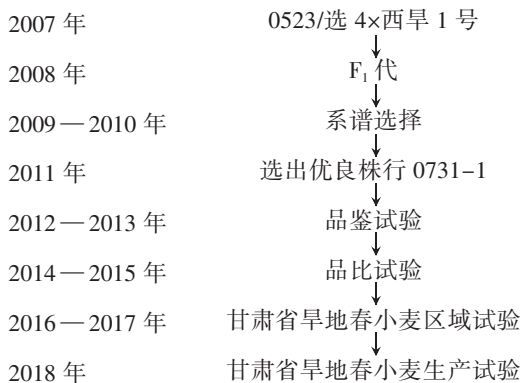 2007 年 0523/选 4×西旱 1 号
2008 年 F₁ 代
2009—2010 年 系谱选择
2011 年 选出优良株行 0731-1
2012—2013 年 品鉴试验
2014—2015 年 品比试验
2016—2017 年 甘肃省旱地春小麦区域试验
2018 年 甘肃省旱地春小麦生产试验